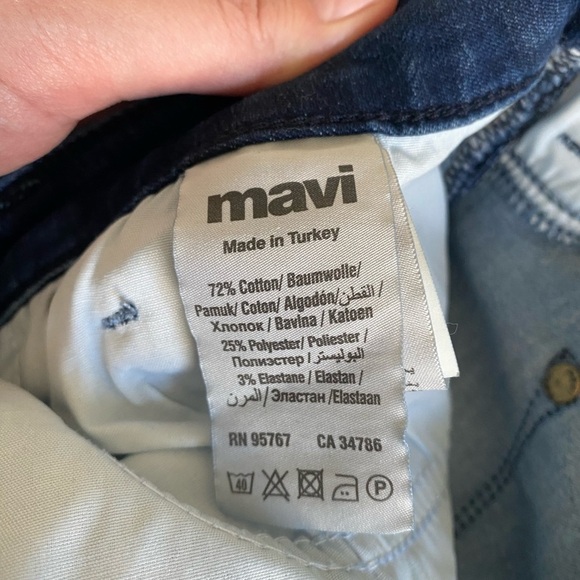 mavi
Made in Turkey
72% Cotton/ Baumwolle/
Pamuk/ Coton/ Algodón/القطن/
Хлопок/ Bavlna/ Katoen
25% Polyester/ Poliester/
Полиэстер/البوليستر
3% Elastane/ Elastan/
المرن/ Эластан /Elastaan
RN 95767 CA 34786
40 P